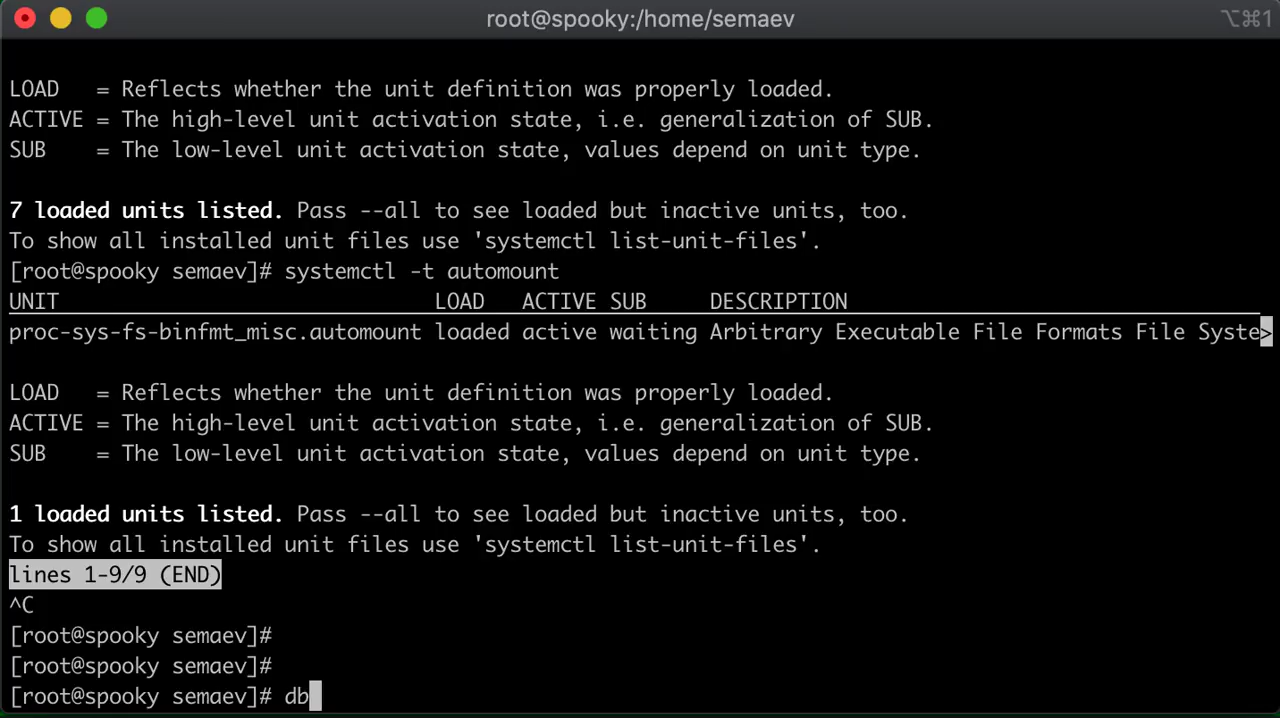 root@spooky:/home/semaev
⌥⌘1
LOAD   = Reflects whether the unit definition was properly loaded.
ACTIVE = The high-level unit activation state, i.e. generalization of SUB.
SUB    = The low-level unit activation state, values depend on unit type.
7 loaded units listed. Pass --all to see loaded but inactive units, too.
To show all installed unit files use 'systemctl list-unit-files'.
[root@spooky semaev]# systemctl -t automount
UNIT                              LOAD   ACTIVE SUB     DESCRIPTION
proc-sys-fs-binfmt_misc.automount loaded active waiting Arbitrary Executable File Formats File Syste>
LOAD   = Reflects whether the unit definition was properly loaded.
ACTIVE = The high-level unit activation state, i.e. generalization of SUB.
SUB    = The low-level unit activation state, values depend on unit type.
1 loaded units listed. Pass --all to see loaded but inactive units, too.
To show all installed unit files use 'systemctl list-unit-files'.
lines 1-9/9 (END)
^C
[root@spooky semaev]#
[root@spooky semaev]#
[root@spooky semaev]# db